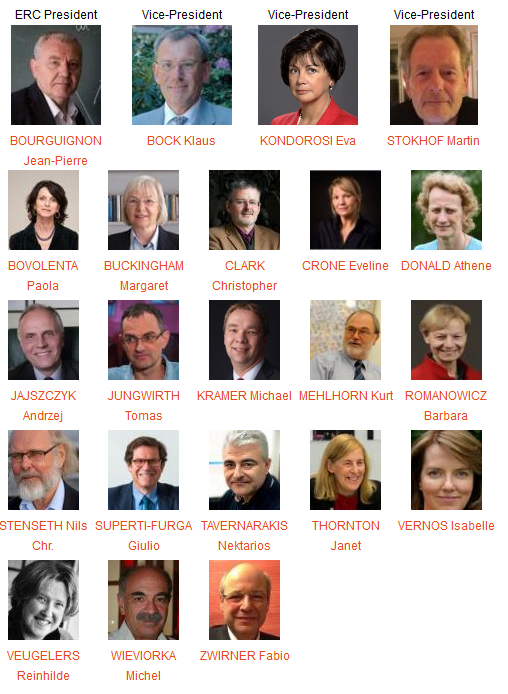 ERC President Vice-President Vice-President Vice-President
BOURGUIGNON BOCK Klaus KONDOROSI Eva STOKHOF Martin
Jean-Pierre
BOVOLENTA BUCKINGHAM CLARK CRONE Eveline DONALD Athene
Paola Margaret Christopher
JAJSZCZYK JUNGWIRTH KRAMER Michael MEHLHORN Kurt ROMANOWICZ
Andrzej Tomas Barbara
STENSETH Nils SUPERTI-FURGA TAVERNARAKIS THORNTON VERNOS Isabelle
Chr. Giulio Nektarios Janet
VEUGELERS WIEVIORKA ZWIRNER Fabio
Reinhilde Michel